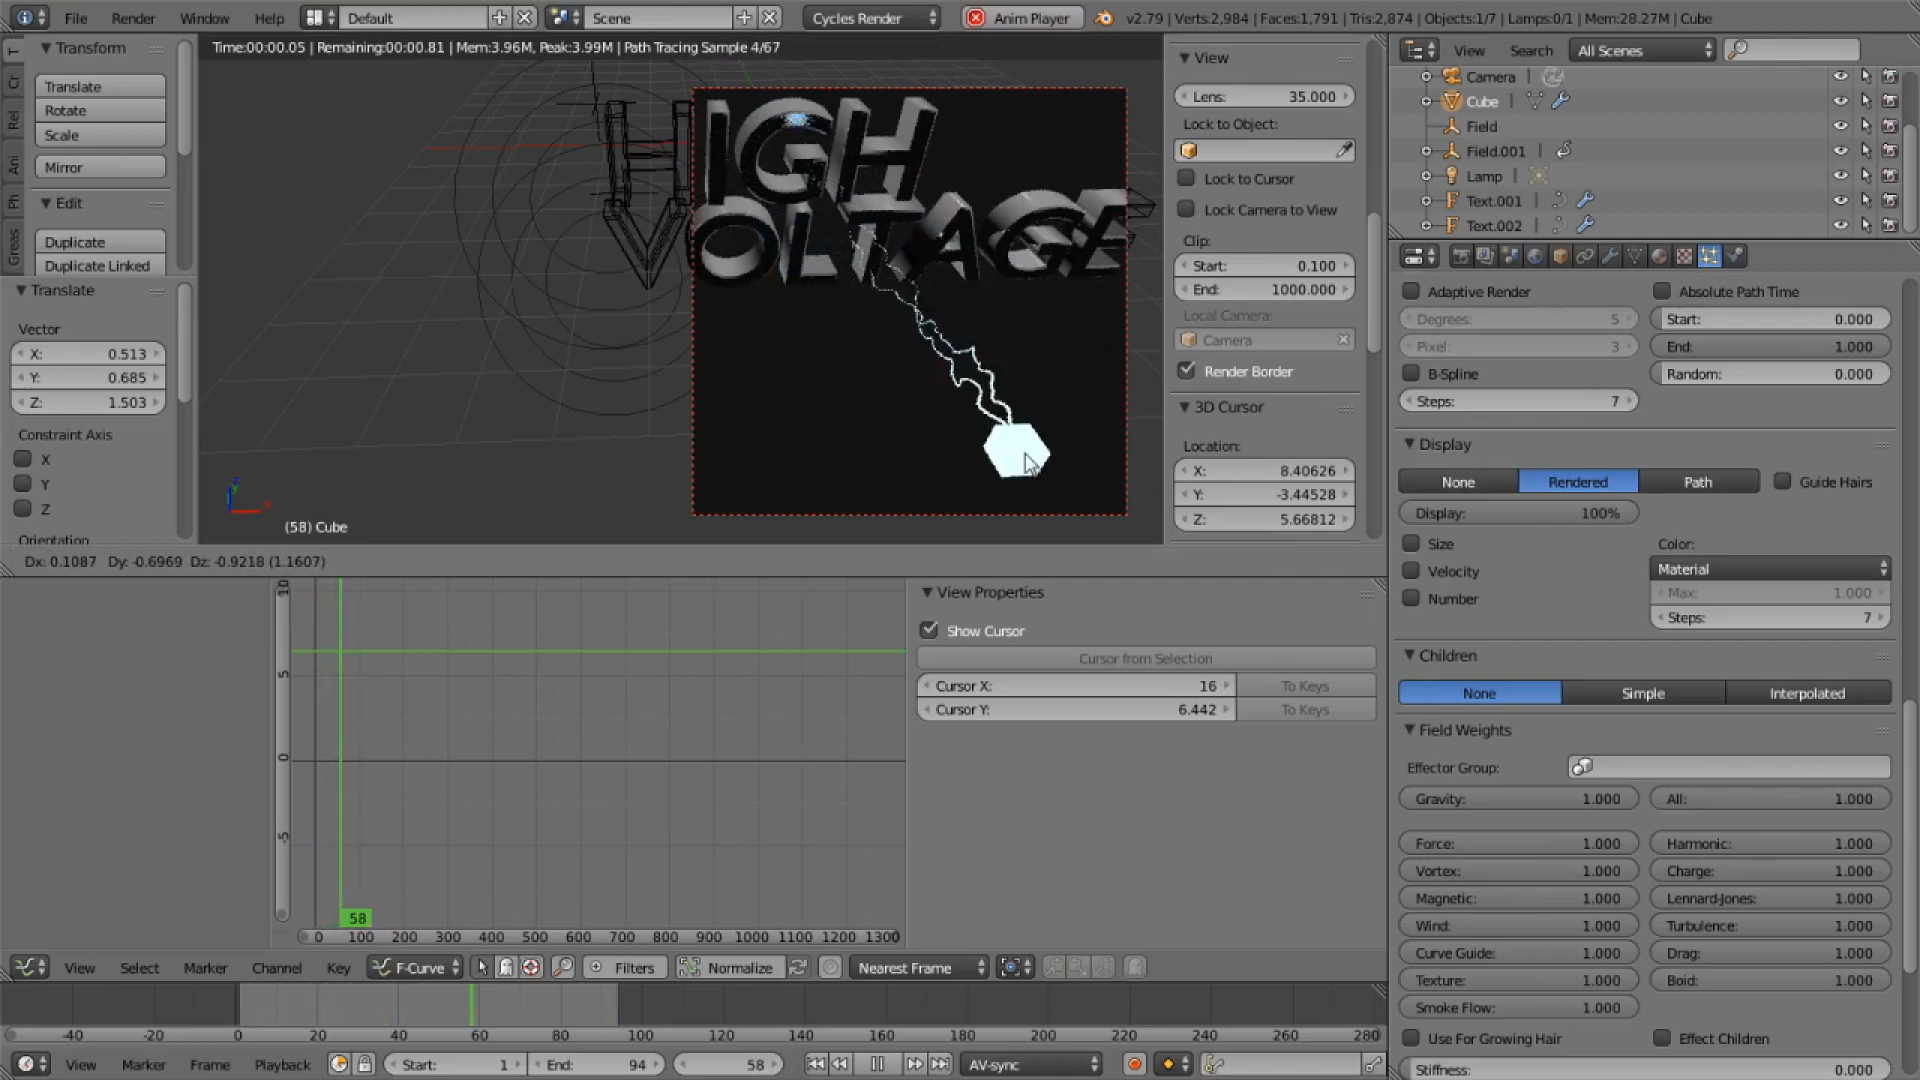 File Render Window Help Default Scene Cycles Render Anim Player v2.79 | Verts:2,984 | Faces:1,791 | Tris:2,874 | Objects:1/7 | Lamps:0/1 | Mem:28.27M | Cube
Time:00:00.05 | Remaining:00:00.81 | Mem:3.96M, Peak:3.99M | Path Tracing Sample 4/67
T
Cr
Rel
Ani
Ph
Greas
Transform
Translate
Rotate
Scale
Mirror
Edit
Duplicate
Duplicate Linked
Translate
Vector
X: 0.513
Y: 0.685
Z: 1.503
Constraint Axis
X
Y
Z
Orientation
HIGH
VOLTAGE
(58) Cube
Dx: 0.1087 Dy: -0.6969 Dz: -0.9218 (1.1607)
View
Lens: 35.000
Lock to Object:
Lock to Cursor
Lock Camera to View
Clip:
Start: 0.100
End: 1000.000
Local Camera:
Camera
Render Border
3D Cursor
Location:
X: 8.40626
Y: -3.44528
Z: 5.66812
View Search All Scenes
Camera
Cube
Field
Field.001
Lamp
Text.001
Text.002
Adaptive Render Absolute Path Time
Degrees: 5 Start: 0.000
Pixel: 3 End: 1.000
B-Spline Random: 0.000
Steps: 7
Display
None Rendered Path Guide Hairs
Display: 100%
Size Color:
Velocity Material
Number Max: 1.000
Steps: 7
Children
None Simple Interpolated
Field Weights
Effector Group:
Gravity: 1.000 All: 1.000
Force: 1.000 Harmonic: 1.000
Vortex: 1.000 Charge: 1.000
Magnetic: 1.000 Lennard-Jones: 1.000
Wind: 1.000 Turbulence: 1.000
Curve Guide: 1.000 Drag: 1.000
Texture: 1.000 Boid: 1.000
Smoke Flow: 1.000
Use For Growing Hair Effect Children
Stiffness: 0.000
10
5
0
-5
58
0 100 200 300 400 500 600 700 800 900 1000 1100 1200 1300
View Properties
Show Cursor
Cursor from Selection
Cursor X: 16 To Keys
Cursor Y: 6.442 To Keys
View Select Marker Channel Key F-Curve Filters Normalize Nearest Frame
-40 -20 0 20 40 60 80 100 120 140 160 180 200 220 240 260 280
View Marker Frame Playback Start: 1 End: 94 58 AV-sync